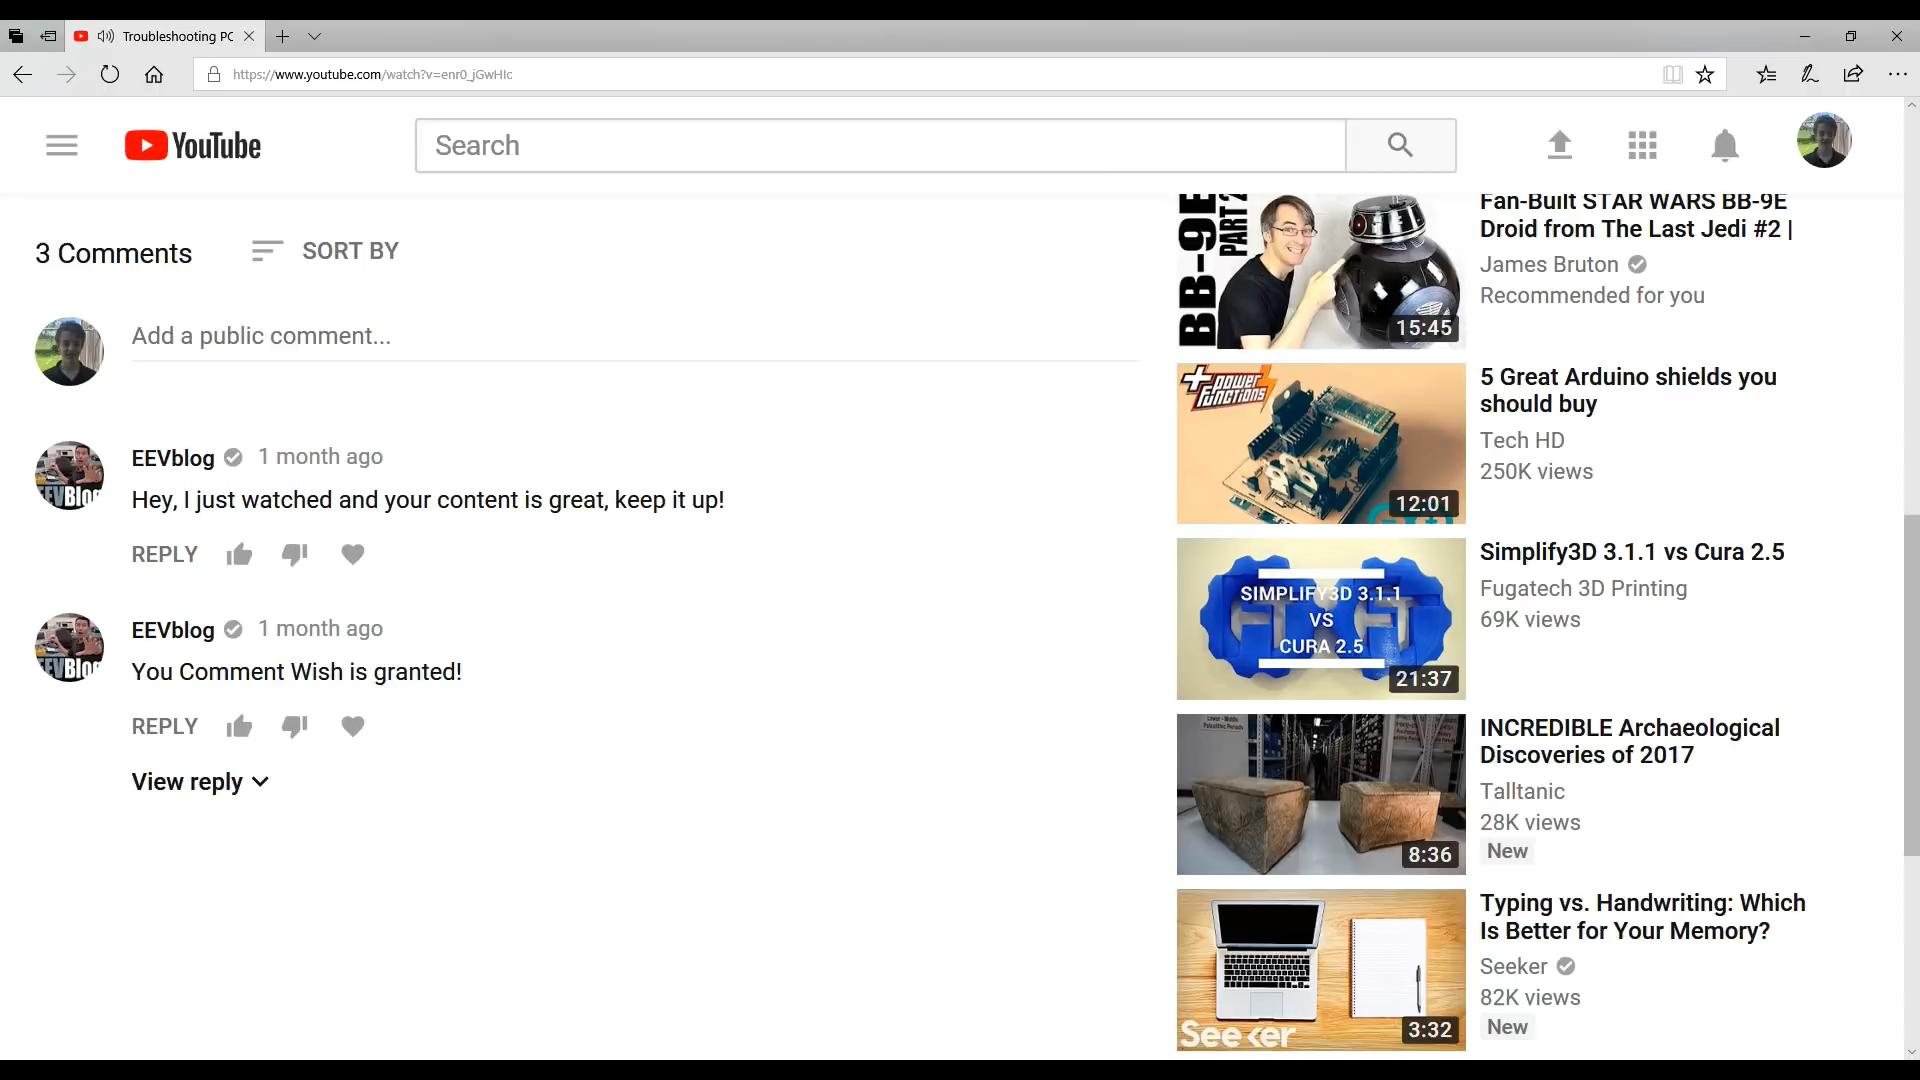 Troubleshooting PC
https://www.youtube.com/watch?v=enr0_jGwHIc
YouTube
Search
3 Comments
SORT BY
Add a public comment...
EEVblog
1 month ago
Hey, I just watched and your content is great, keep it up!
REPLY
EEVblog
1 month ago
You Comment Wish is granted!
REPLY
View reply
BB-9E
PART 2
15:45
Fan-Built STAR WARS BB-9E
Droid from The Last Jedi #2 |
James Bruton
Recommended for you
power
functions
12:01
5 Great Arduino shields you
should buy
Tech HD
250K views
SIMPLIFY3D 3.1.1
VS
CURA 2.5
21:37
Simplify3D 3.1.1 vs Cura 2.5
Fugatech 3D Printing
69K views
8:36
INCREDIBLE Archaeological
Discoveries of 2017
Talltanic
28K views
New
Seeker
3:32
Typing vs. Handwriting: Which
Is Better for Your Memory?
Seeker
82K views
New